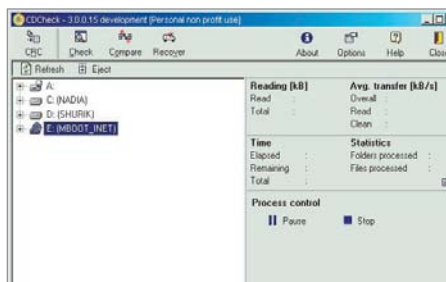 CDCheck - 3.0.0.15 development (Personal non profit use)
CRC Check Compare Recover About Options Help Close
Refresh Eject
A:
C: (NADIA)
D: (SHURIK)
E: (MBOOT_INET)
Reading [kB] Avg. transfer [kB/s]
Read : Overall :
Total : Read :
Clean :
Time Statistics
Elapsed : Folders processed :
Remaining : Files processed :
Total :
Process control
Pause Stop